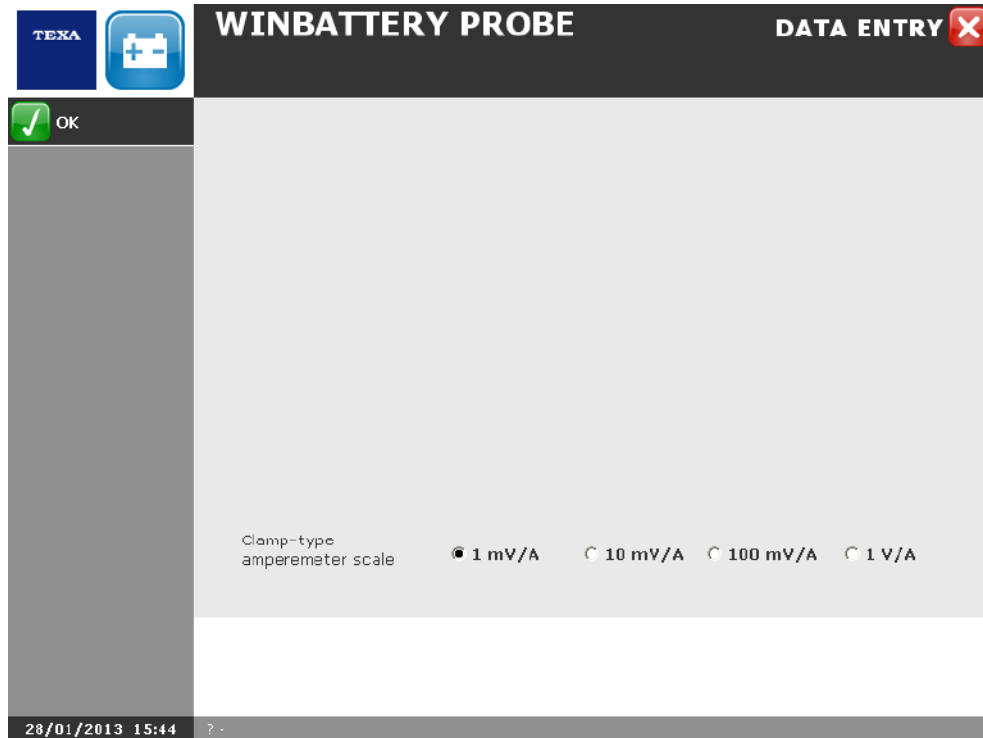 TEXA
WINBATTERY PROBE
DATA ENTRY
OK
Clamp-type
amperemeter scale
1 mV/A
10 mV/A
100 mV/A
1 V/A
28/01/2013 15:44
? -